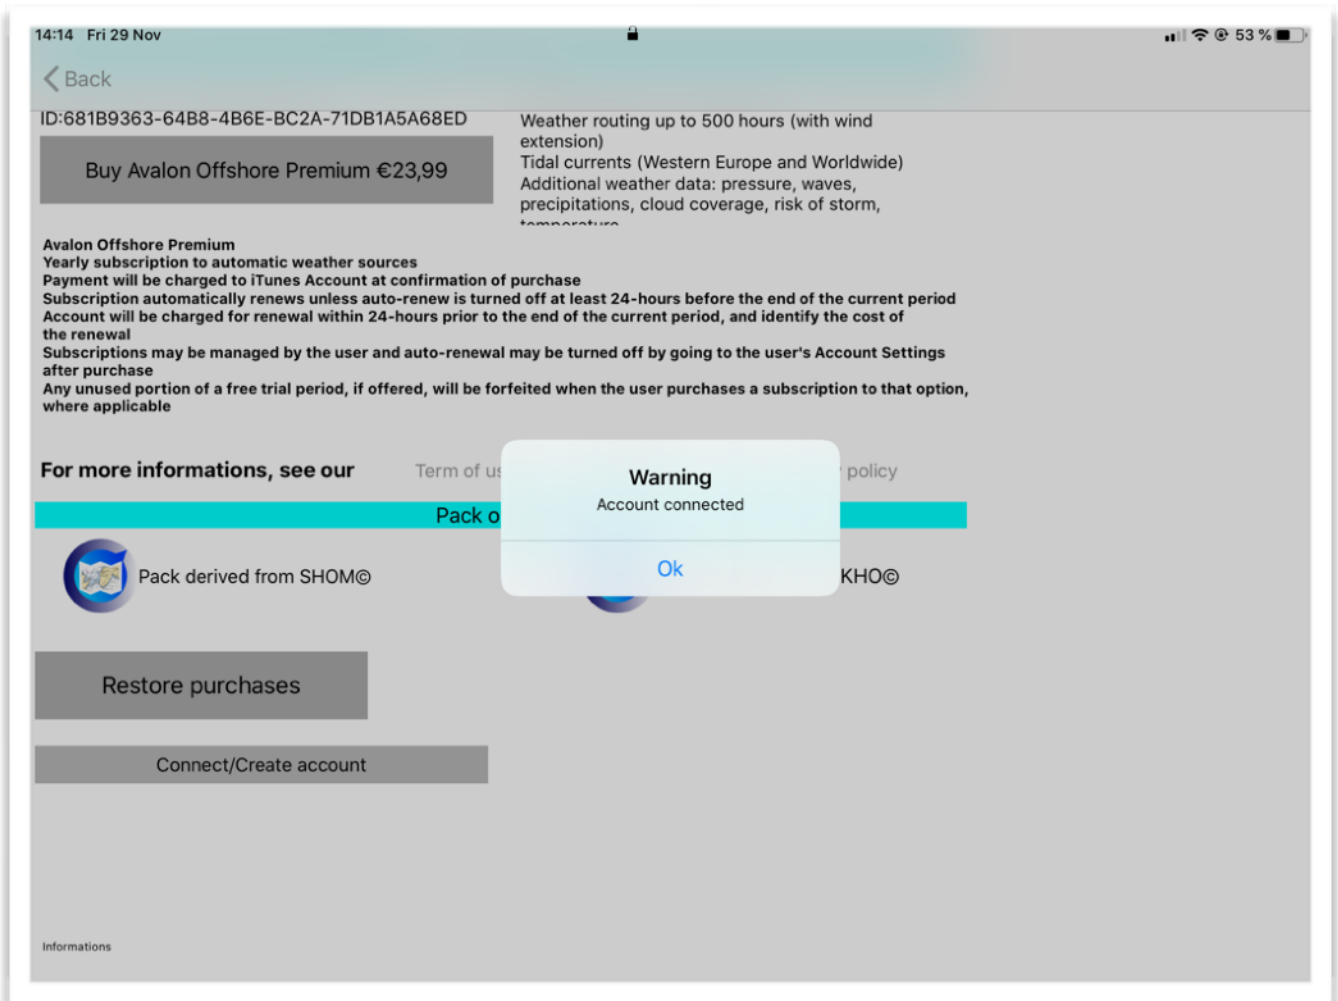 14:14 Fri 29 Nov
53 %
Back
ID:681B9363-64B8-4B6E-BC2A-71DB1A5A68ED
Buy Avalon Offshore Premium €23,99
Weather routing up to 500 hours (with wind
extension)
Tidal currents (Western Europe and Worldwide)
Additional weather data: pressure, waves,
precipitations, cloud coverage, risk of storm,
temperature
Avalon Offshore Premium
Yearly subscription to automatic weather sources
Payment will be charged to iTunes Account at confirmation of purchase
Subscription automatically renews unless auto-renew is turned off at least 24-hours before the end of the current period
Account will be charged for renewal within 24-hours prior to the end of the current period, and identify the cost of
the renewal
Subscriptions may be managed by the user and auto-renewal may be turned off by going to the user's Account Settings
after purchase
Any unused portion of a free trial period, if offered, will be forfeited when the user purchases a subscription to that option,
where applicable
For more informations, see our
Term of
policy
Warning
Account connected
Ok
Pack
Pack derived from SHOM©
KHO©
Restore purchases
Connect/Create account
Informations